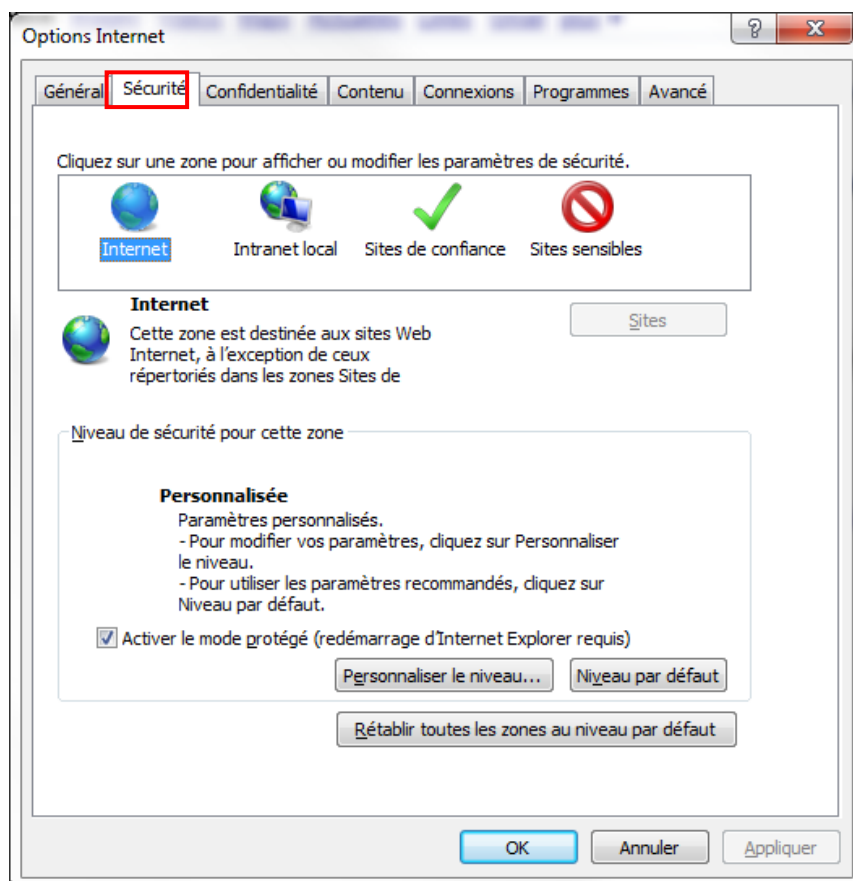 Options Internet
Général Sécurité Confidentialité Contenu Connexions Programmes Avancé
Cliquez sur une zone pour afficher ou modifier les paramètres de sécurité.
Internet Intranet local Sites de confiance Sites sensibles
Internet
Sites
Cette zone est destinée aux sites Web
Internet, à l'exception de ceux
répertoriés dans les zones Sites de
Niveau de sécurité pour cette zone
Personnalisée
Paramètres personnalisés.
- Pour modifier vos paramètres, cliquez sur Personnaliser
le niveau.
- Pour utiliser les paramètres recommandés, cliquez sur
Niveau par défaut.
Activer le mode protégé (redémarrage d'Internet Explorer requis)
Personnaliser le niveau... Niveau par défaut
Rétablir toutes les zones au niveau par défaut
OK Annuler Appliquer